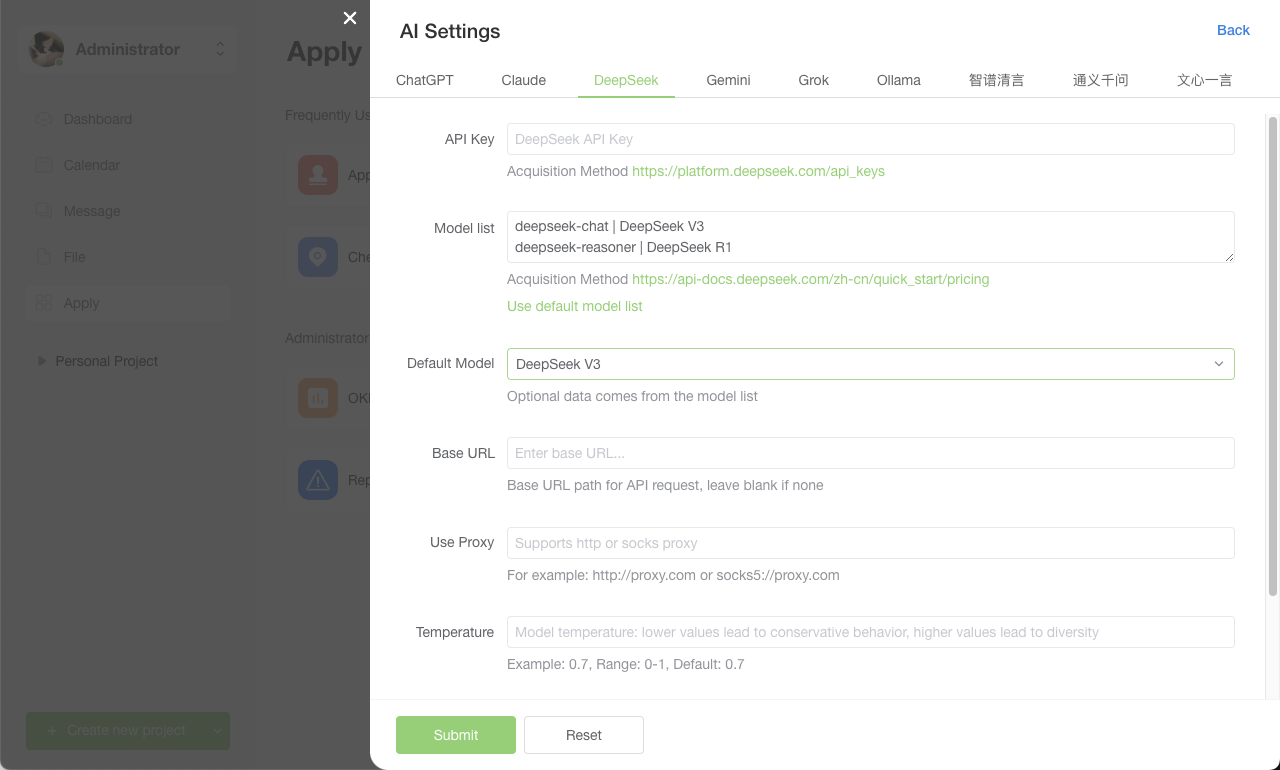 Administrator
Dashboard
Calendar
Message
File
Apply
Personal Project
Create new project
Apply
Frequently Us
App
Che
Administrator
OK
Rep
AI Settings
Back
ChatGPT Claude DeepSeek Gemini Grok Ollama 智谱清言 通义千问 文心一言
API Key DeepSeek API Key
Acquisition Method https://platform.deepseek.com/api_keys
Model list deepseek-chat | DeepSeek V3
deepseek-reasoner | DeepSeek R1
Acquisition Method https://api-docs.deepseek.com/zh-cn/quick_start/pricing
Use default model list
Default Model DeepSeek V3
Optional data comes from the model list
Base URL Enter base URL...
Base URL path for API request, leave blank if none
Use Proxy Supports http or socks proxy
For example: http://proxy.com or socks5://proxy.com
Temperature Model temperature: lower values lead to conservative behavior, higher values lead to diversity
Example: 0.7, Range: 0-1, Default: 0.7
Submit Reset